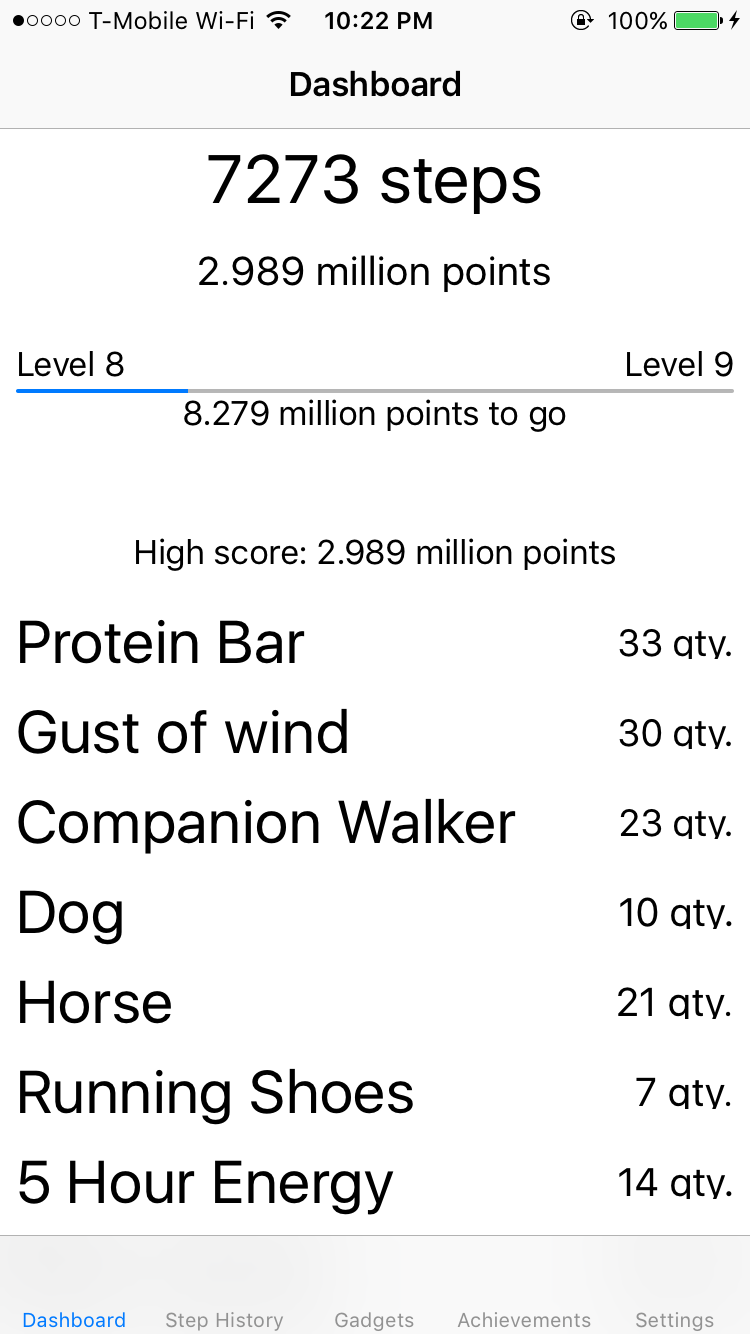 T-Mobile Wi-Fi 10:22 PM 100%
Dashboard
7273 steps
2.989 million points
Level 8 Level 9
8.279 million points to go
High score: 2.989 million points
Protein Bar 33 qty.
Gust of wind 30 qty.
Companion Walker 23 qty.
Dog 10 qty.
Horse 21 qty.
Running Shoes 7 qty.
5 Hour Energy 14 qty.
Dashboard Step History Gadgets Achievements Settings